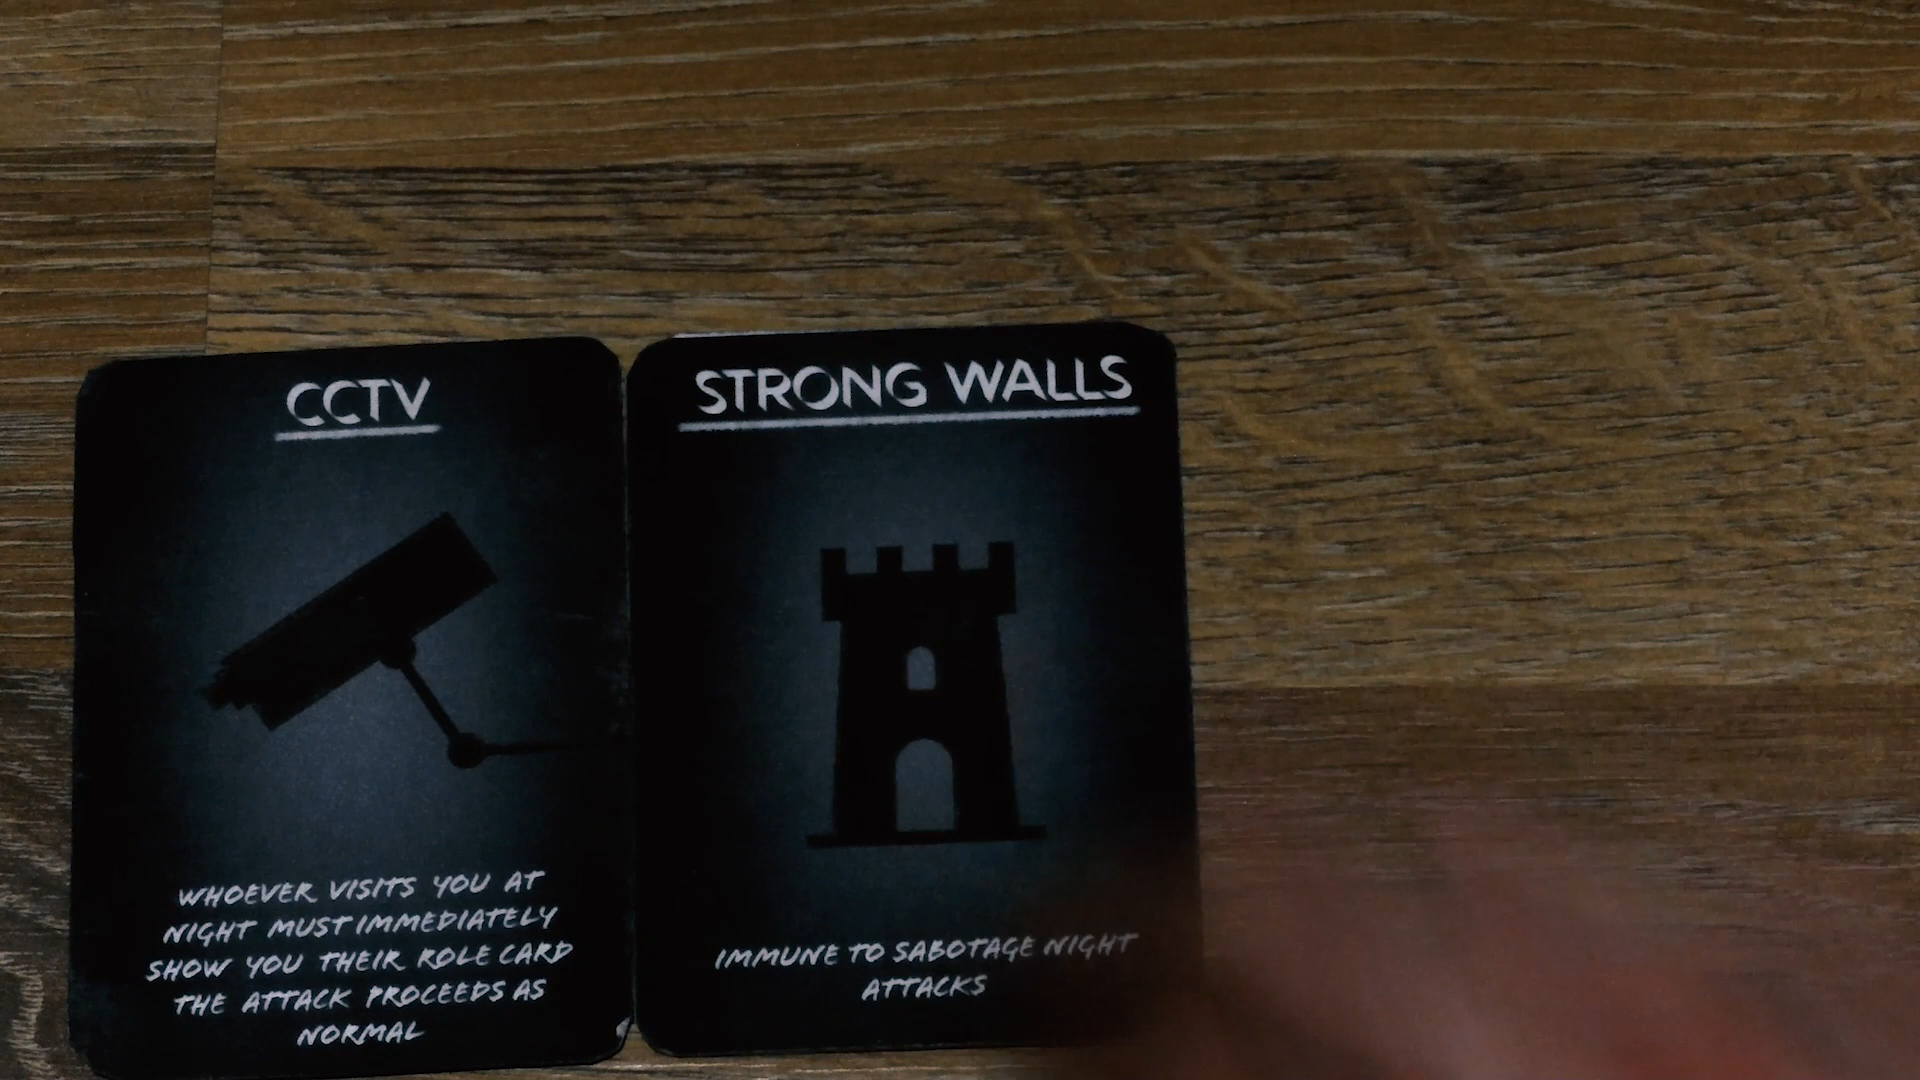 CCTV
WHOEVER VISITS YOU AT
NIGHT MUST IMMEDIATELY
SHOW YOU THEIR ROLE CARD
THE ATTACK PROCEEDS AS
NORMAL
STRONG WALLS
IMMUNE TO SABOTAGE NIGHT
ATTACKS